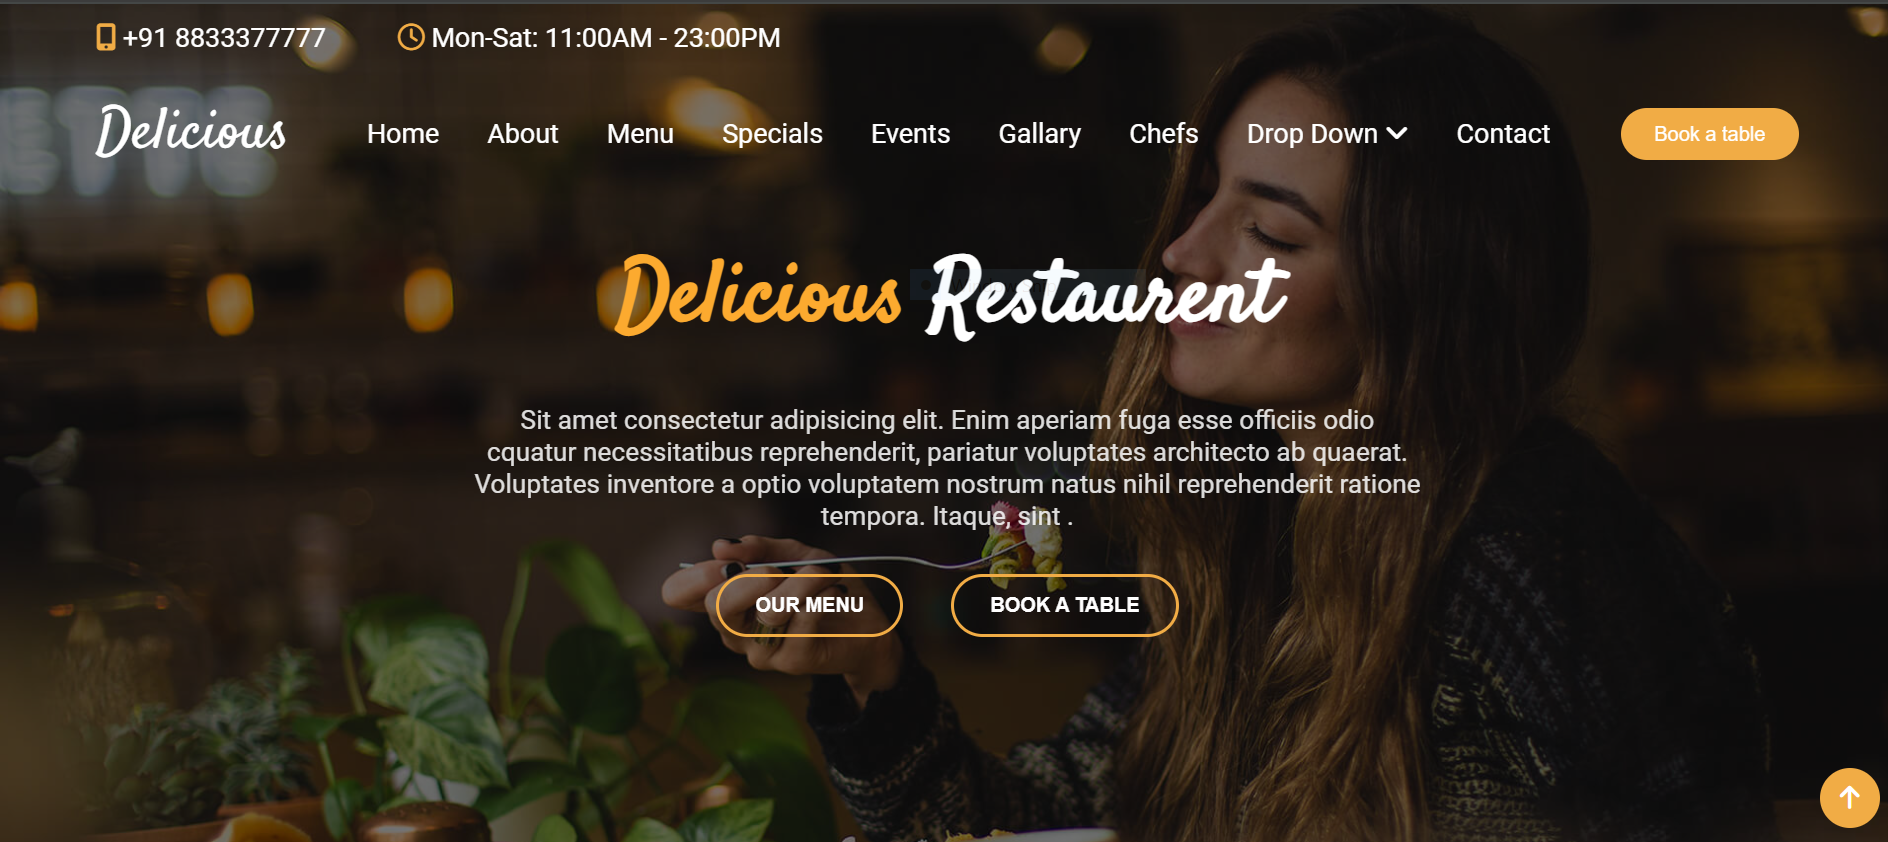 +91 8833377777 Mon-Sat: 11:00AM - 23:00PM
Delicious Home About Menu Specials Events Gallary Chefs Drop Down Contact Book a table
Delicious Restaurent
Sit amet consectetur adipisicing elit. Enim aperiam fuga esse officiis odio
cquatur necessitatibus reprehenderit, pariatur voluptates architecto ab quaerat.
Voluptates inventore a optio voluptatem nostrum natus nihil reprehenderit ratione
tempora. Itaque, sint .
OUR MENU BOOK A TABLE